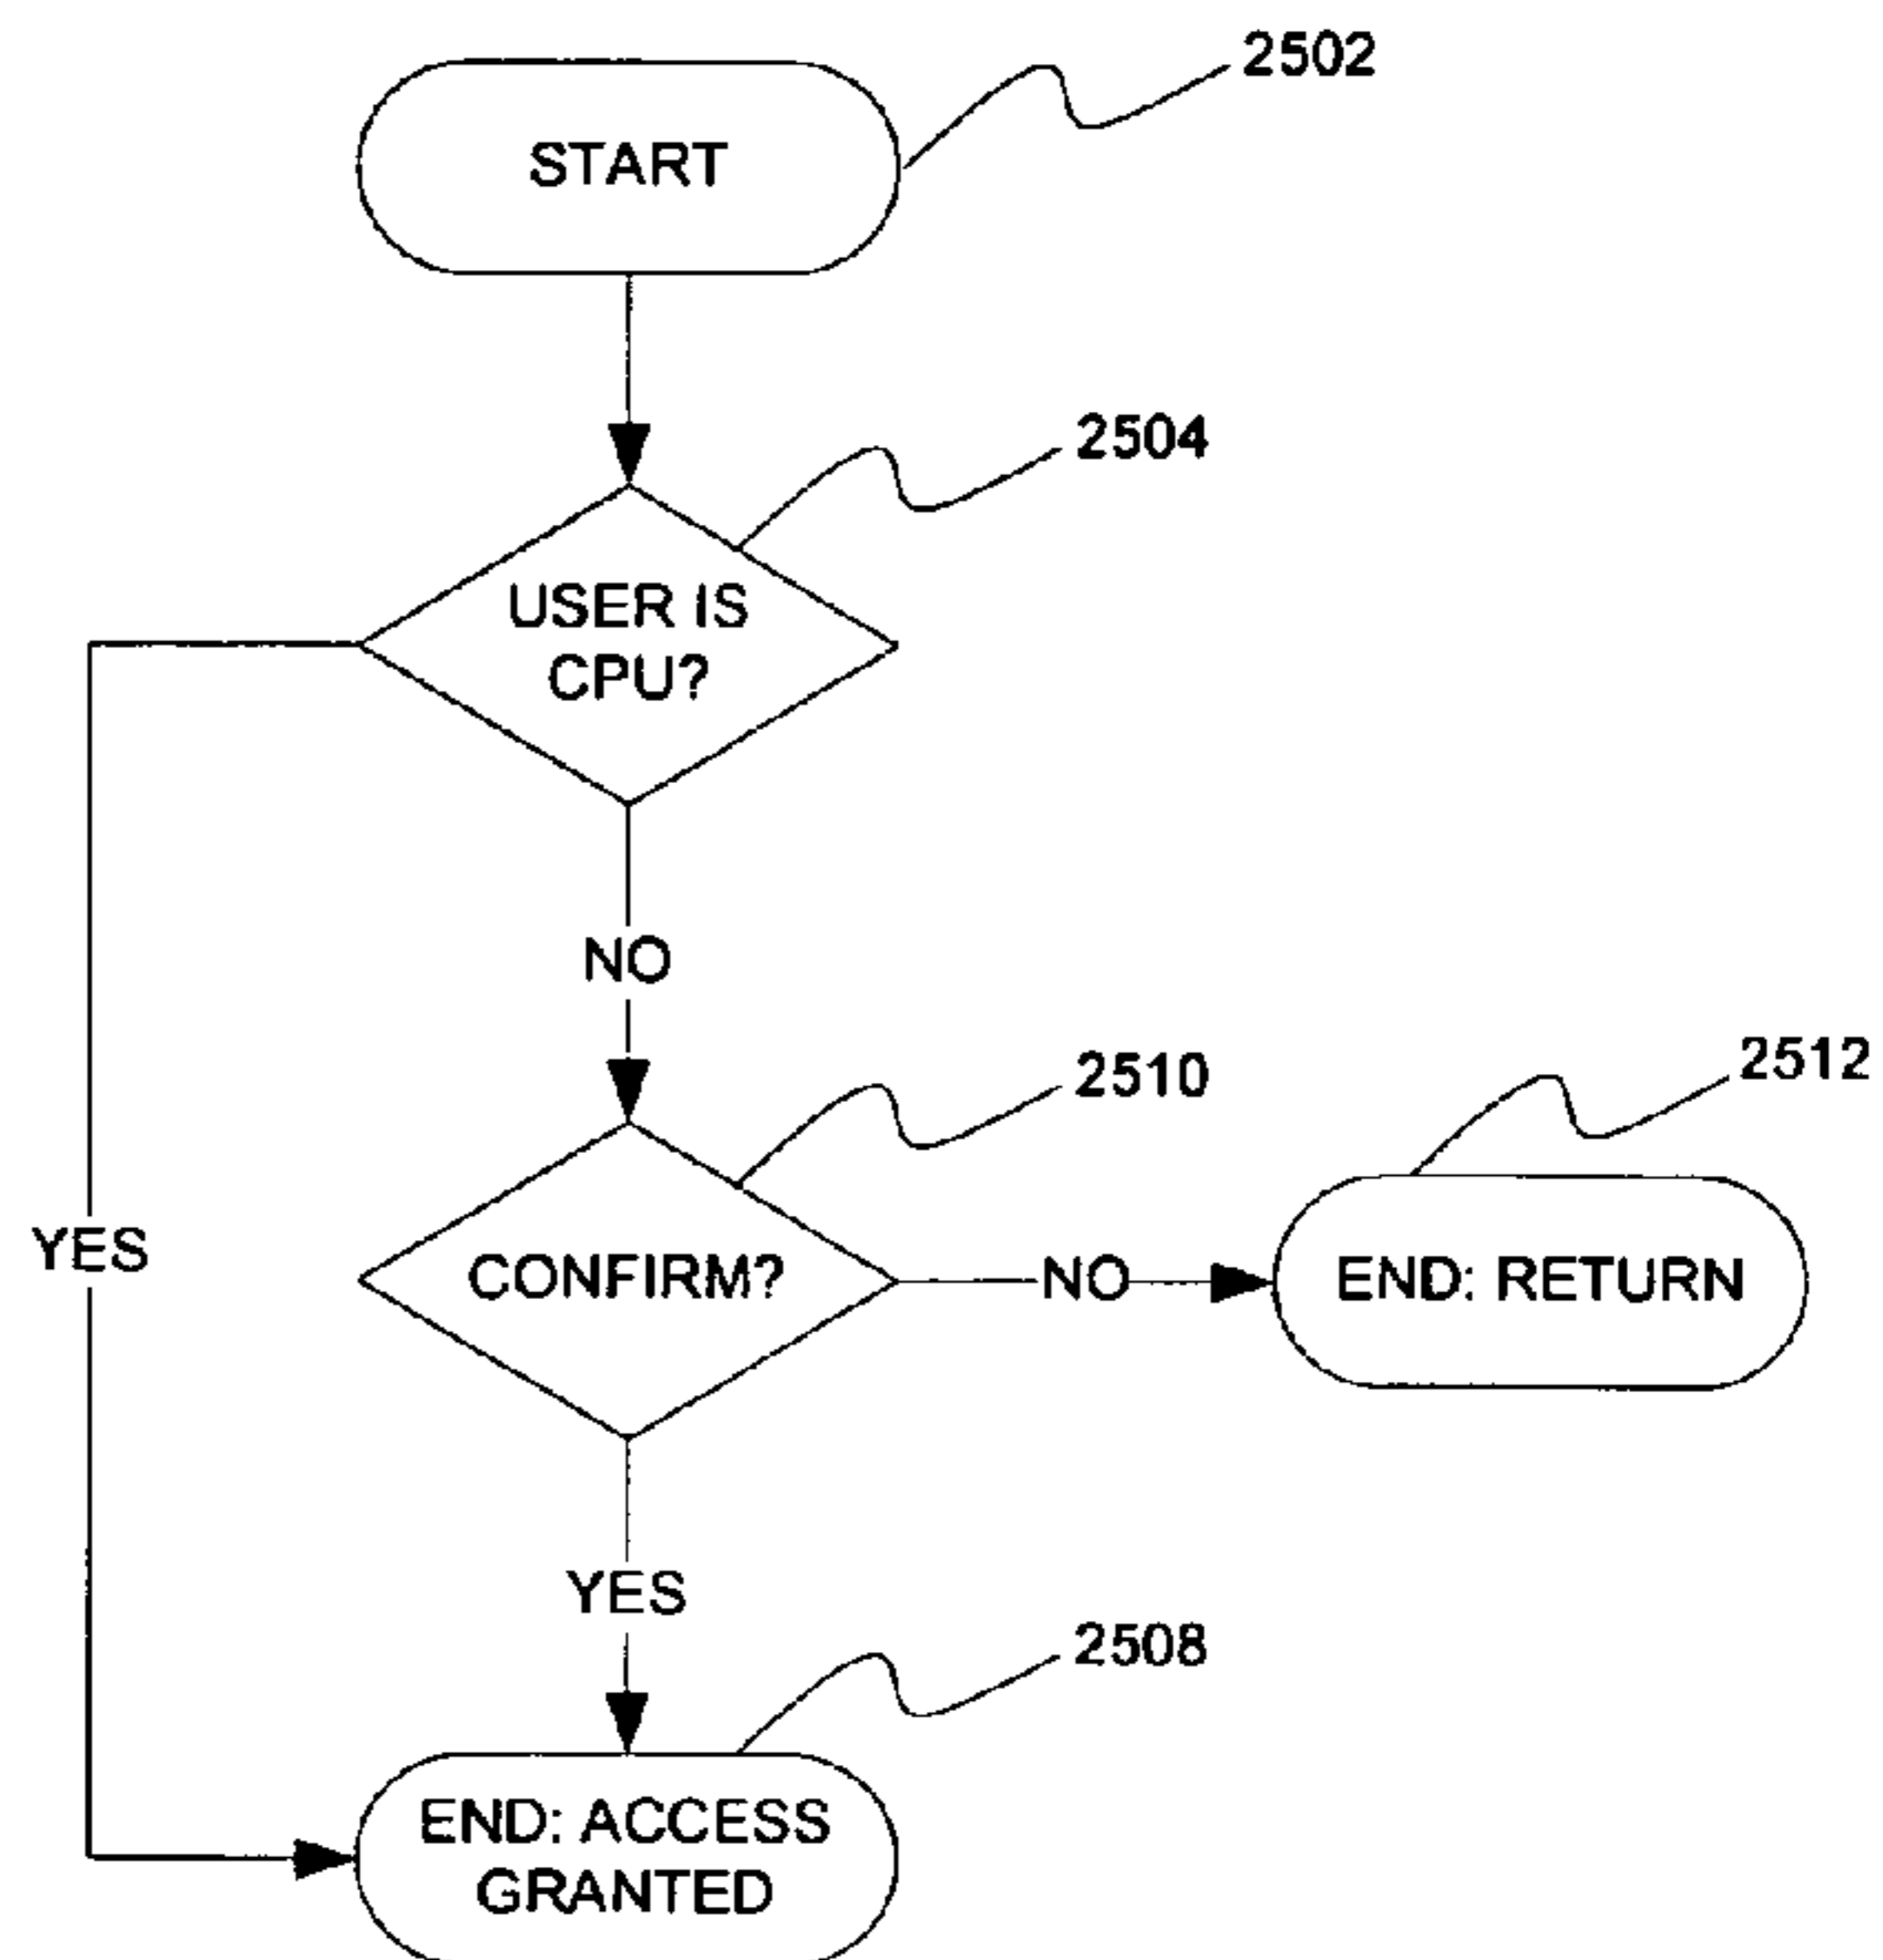 2502
START
2504
USER IS
CPU?
NO
2510
2512
YES
CONFIRM?
NO
END: RETURN
YES
2508
END: ACCESS
GRANTED